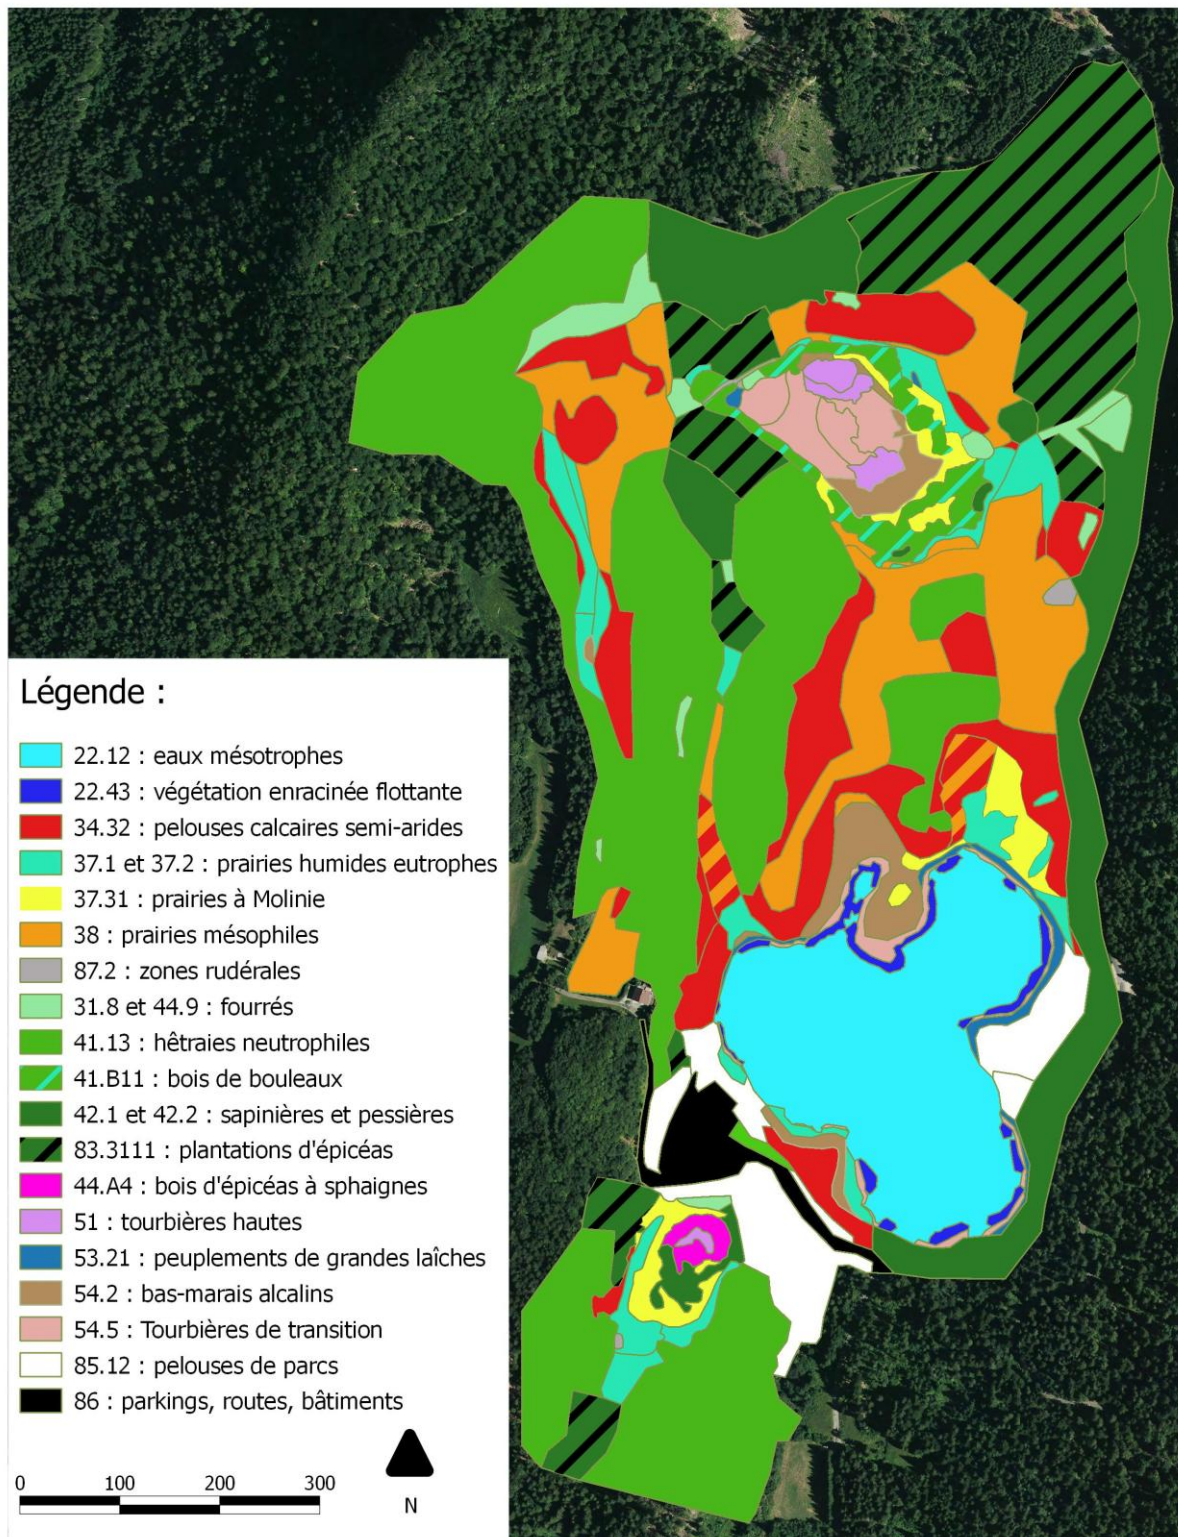 Légende :
22.12 : eaux mésotrophes
22.43 : végétation enracinée flottante
34.32 : pelouses calcaires semi-arides
37.1 et 37.2 : prairies humides eutrophes
37.31 : prairies à Molinie
38 : prairies mésophiles
87.2 : zones rudérales
31.8 et 44.9 : fourrés
41.13 : hêtraies neutrophiles
41.B11 : bois de bouleaux
42.1 et 42.2 : sapinières et pessières
83.3111 : plantations d'épicéas
44.A4 : bois d'épicéas à sphaignes
51 : tourbières hautes
53.21 : peuplements de grandes laîches
54.2 : bas-marais alcalins
54.5 : Tourbières de transition
85.12 : pelouses de parcs
86 : parkings, routes, bâtiments
0 100 200 300
N